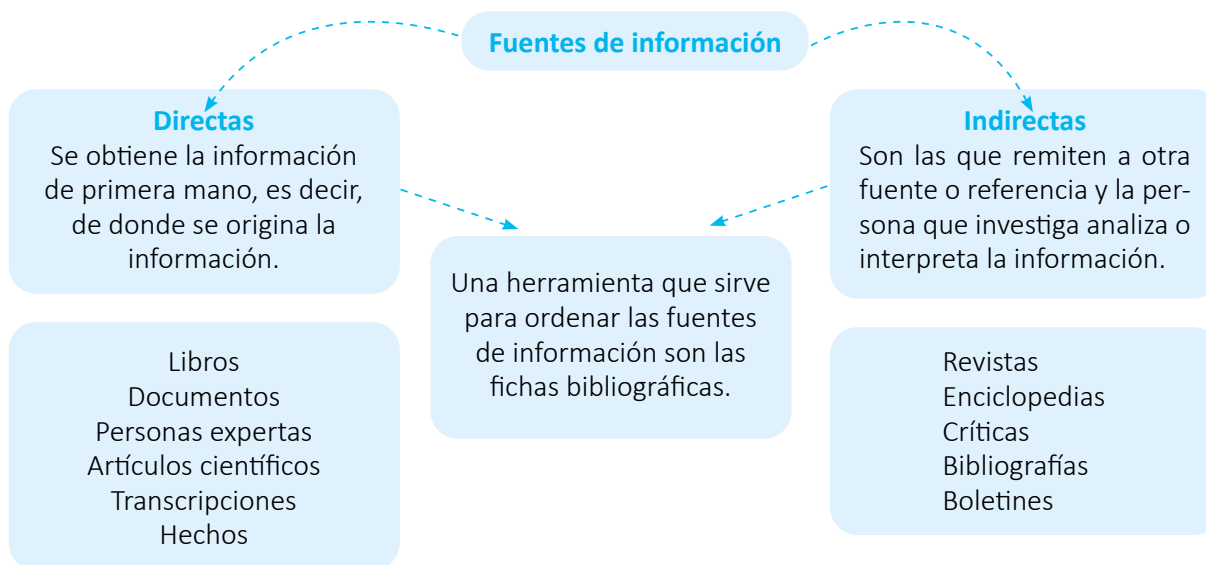 Fuentes de información
Directas
Se obtiene la información
de primera mano, es decir,
de donde se origina la
información.
Libros
Documentos
Personas expertas
Artículos científicos
Transcripciones
Hechos
Una herramienta que sirve
para ordenar las fuentes
de información son las
fichas bibliográficas.
Indirectas
Son las que remiten a otra
fuente o referencia y la per-
sona que investiga analiza o
interpreta la información.
Revistas
Enciclopedias
Críticas
Bibliografías
Boletines